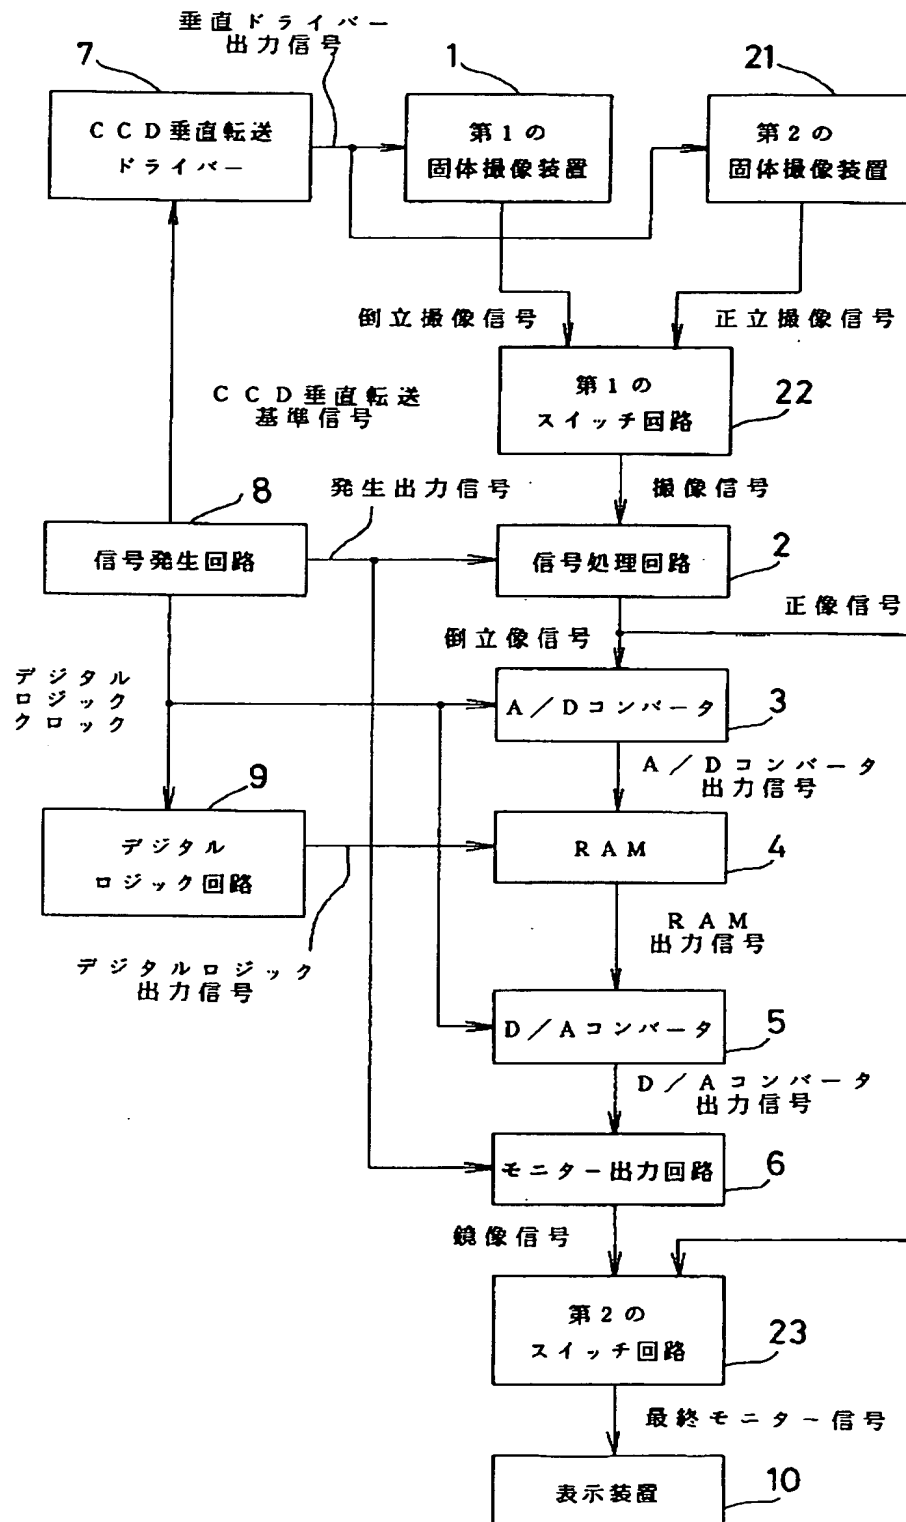 垂直ドライバー
出力信号
7
1
21
CCD垂直転送
ドライバー
第1の
固体撮像装置
第2の
固体撮像装置
倒立撮像信号
正立撮像信号
第1の
スイッチ回路
22
CCD垂直転送
基準信号
撮像信号
8
発生出力信号
信号発生回路
信号処理回路
2
正像信号
倒立像信号
デジタル
ロジック
クロック
A/Dコンバータ
3
A/Dコンバータ
出力信号
9
デジタル
ロジック回路
RAM
4
RAM
出力信号
デジタルロジック
出力信号
D/Aコンバータ
5
D/Aコンバータ
出力信号
モニター出力回路
6
鏡像信号
第2の
スイッチ回路
23
最終モニター信号
表示装置
10